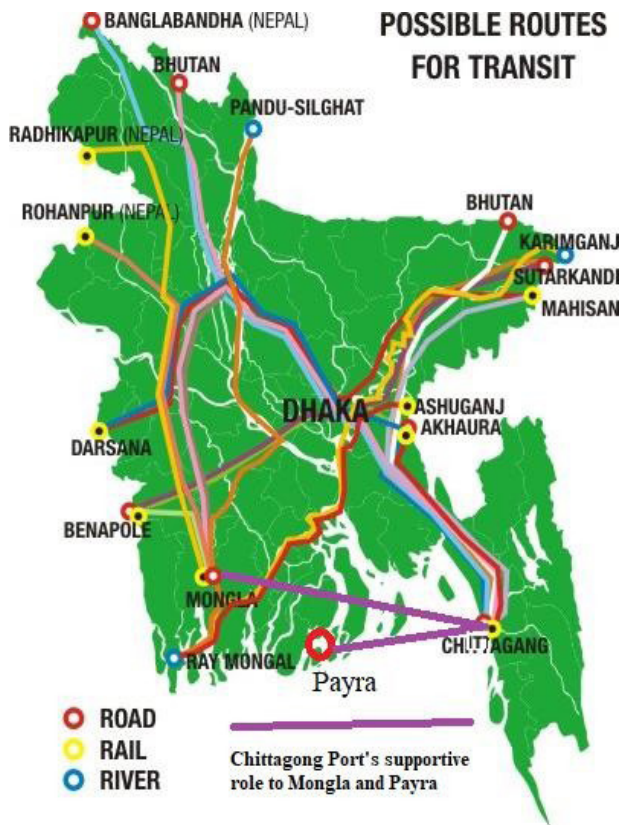 BANGLABANDHA (NEPAL)
POSSIBLE ROUTES
FOR TRANSIT
BHUTAN
PANDU-SILGHAT
RADHIKAPUR (NEPAL)
BHUTAN
ROHANPUR (NEPAL)
KARIMGANJ
SUTARKANDI
MAHISAN
DHAKA
ASHUGANJ
AKHAURA
DARSANA
BENAPOLE
MONGLA
CHITTAGANG
RAY MONGAL
Payra
ROAD
RAIL
RIVER
Chittagong Port's supportive
role to Mongla and Payra